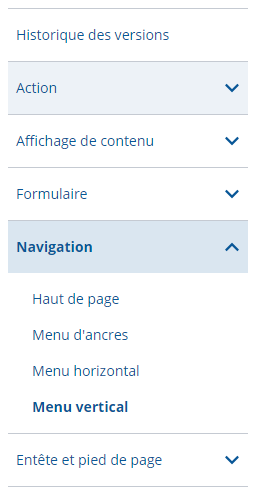 Historique des versions
Action
Affichage de contenu
Formulaire
Navigation
Haut de page
Menu d'ancres
Menu horizontal
Menu vertical
Entête et pied de page